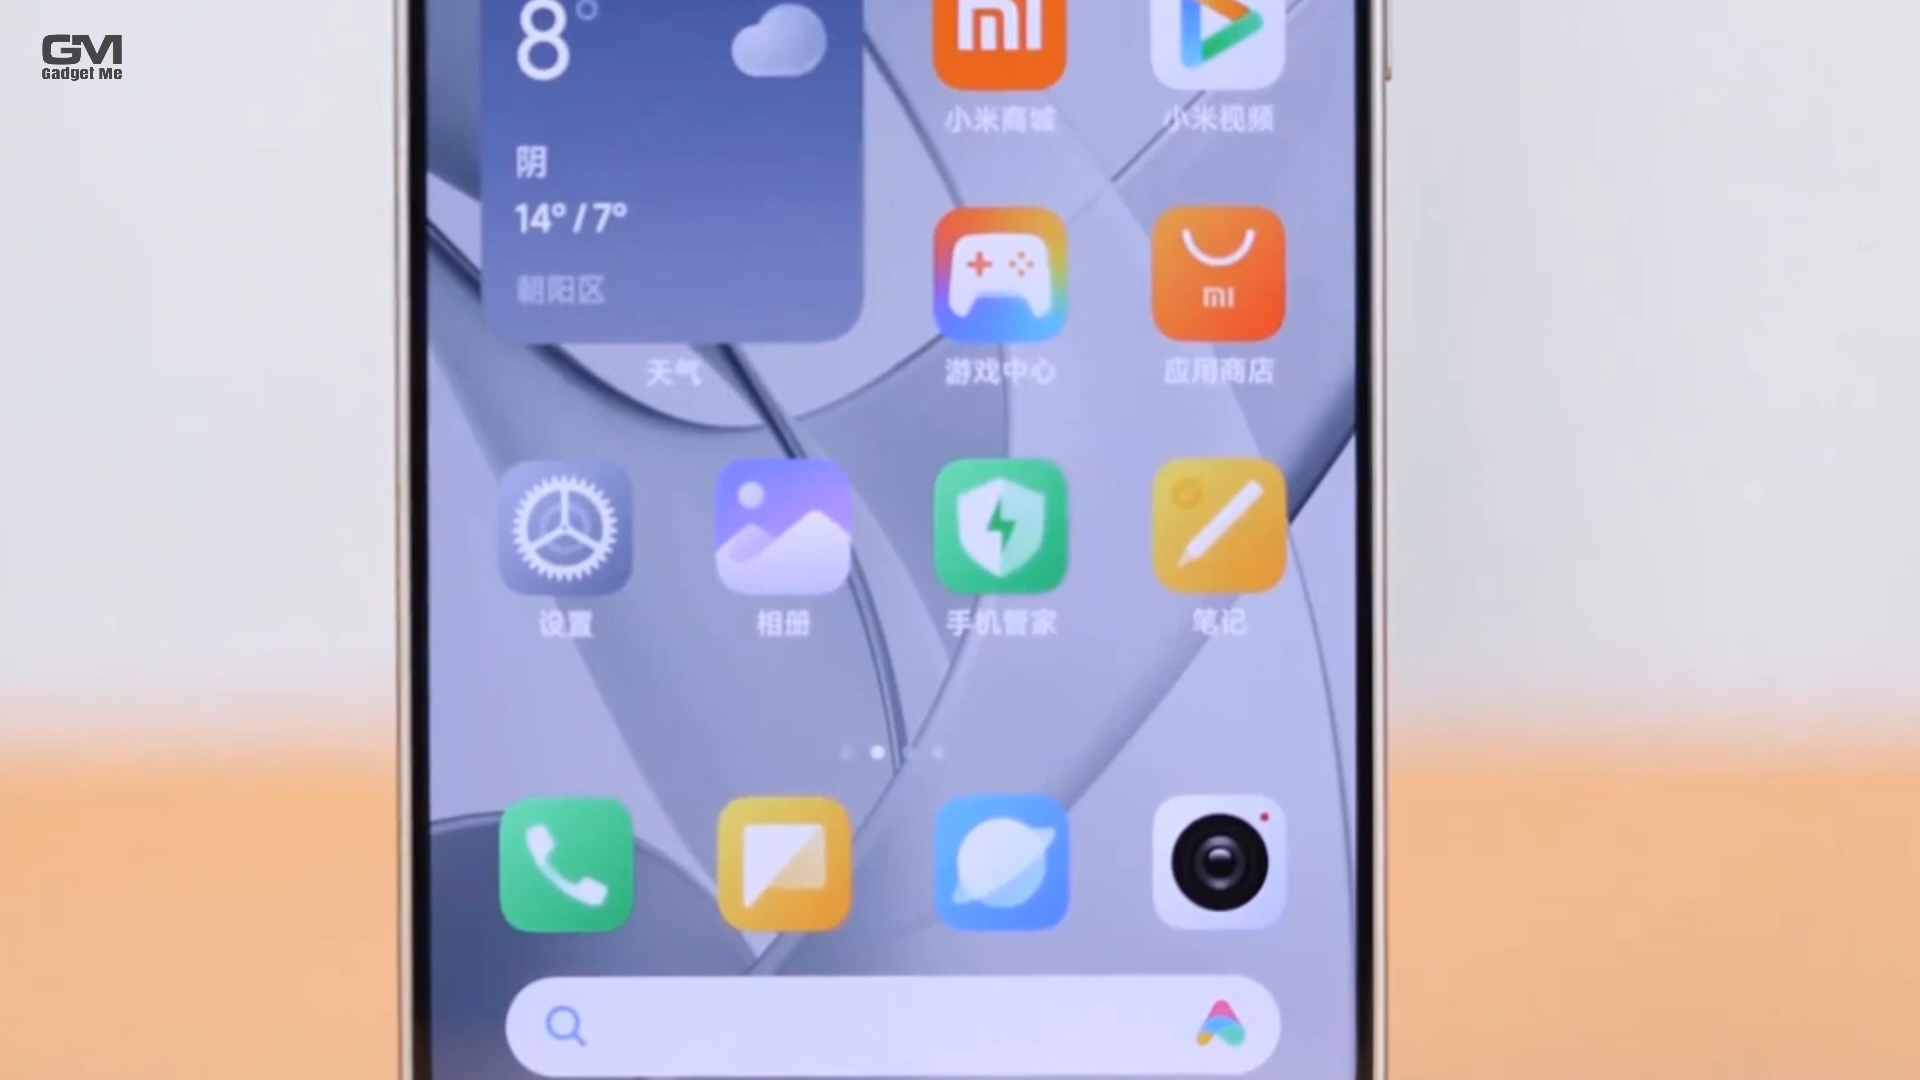 GM
Gadget Me
8°
阴
14° / 7°
朝阳区
天气
mi
小米商城
小米视频
游戏中心
mi
应用商店
设置
相册
手机管家
笔记